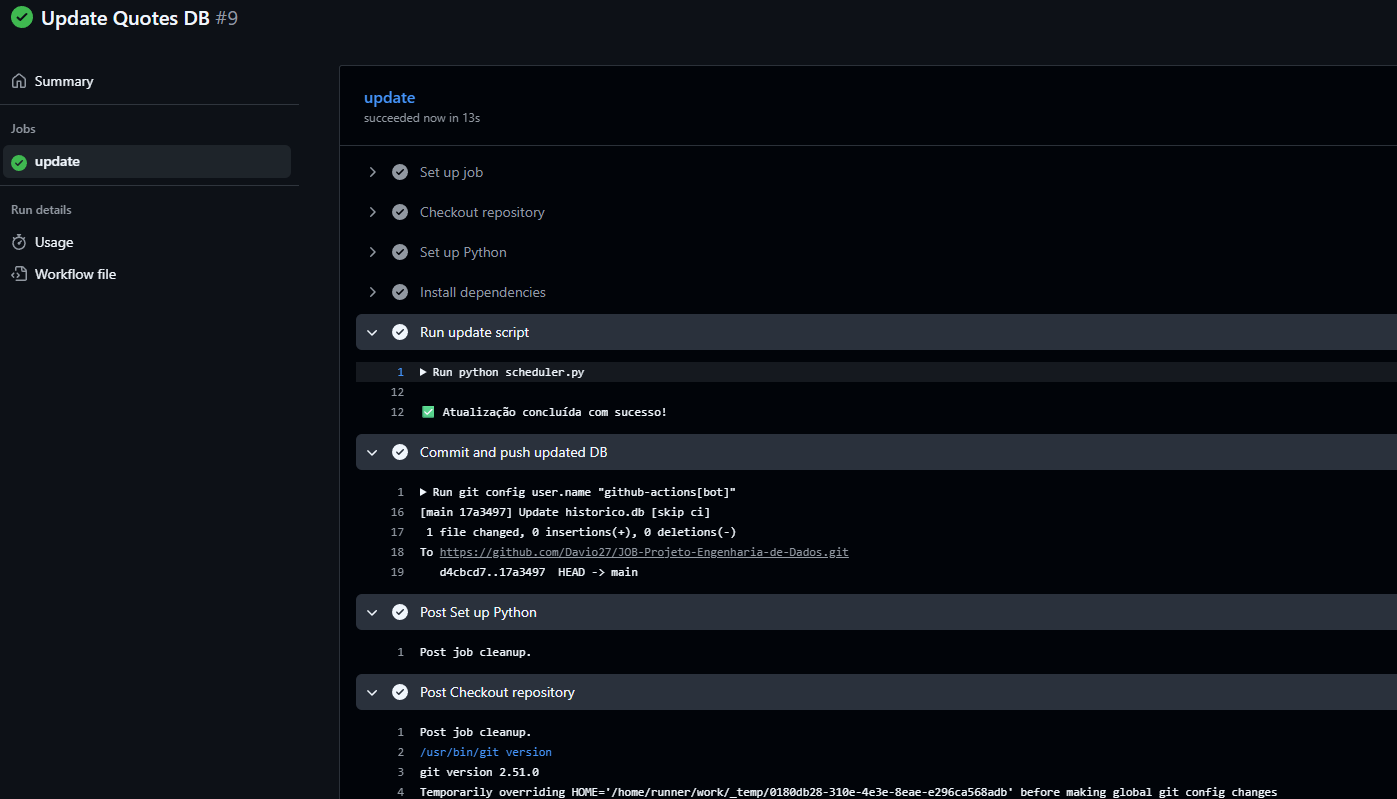 Update Quotes DB #9
Summary
Jobs
update
Run details
Usage
Workflow file
update
succeeded now in 13s
Set up job
Checkout repository
Set up Python
Install dependencies
Run update script
1 Run python scheduler.py
12
12 ✅ Atualização concluída com sucesso!
Commit and push updated DB
1 Run git config user.name "github-actions[bot]"
16 [main 17a3497] Update historico.db [skip ci]
17 1 file changed, 0 insertions(+), 0 deletions(-)
18 To https://github.com/Davio27/JOB-Projeto-Engenharia-de-Dados.git
19 d4cbcd7..17a3497 HEAD -> main
Post Set up Python
1 Post job cleanup.
Post Checkout repository
1 Post job cleanup.
2 /usr/bin/git version
3 git version 2.51.0
4 Temporarily overriding HOME='/home/runner/work/_temp/0180db28-310e-4e3e-8eae-e296ca568adb' before making global git config changes